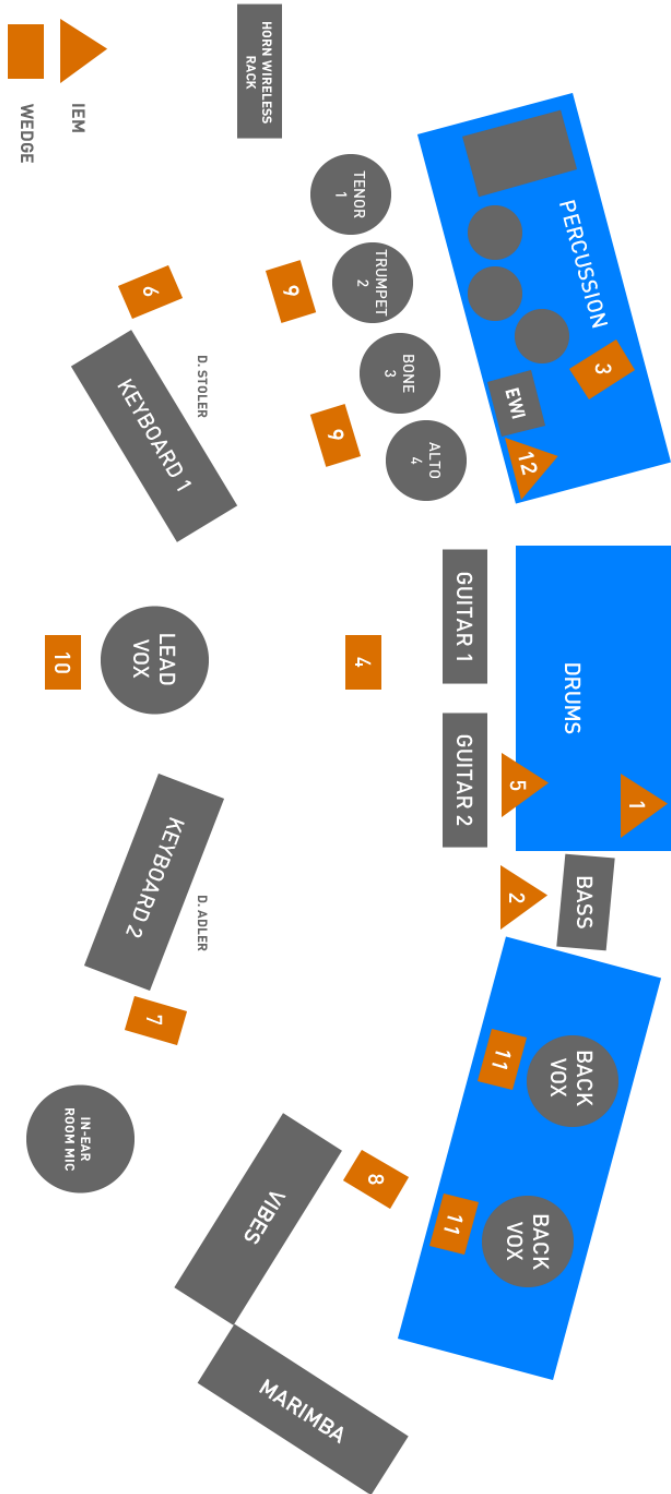 HORN WIRELESS
RACK
IEM
WEDGE
PERCUSSION
TENOR
1
TRUMPET
2
BONE
3
ALTO
4
EWI
3
12
6
9
9
D. STOLER
KEYBOARD 1
GUITAR 1
GUITAR 2
DRUMS
LEAD
VOX
10
4
5
1
2
BASS
KEYBOARD 2
D. ADLER
7
IN-EAR
ROOM MIC
BACK
VOX
11
BACK
VOX
11
8
VIBES
MARIMBA